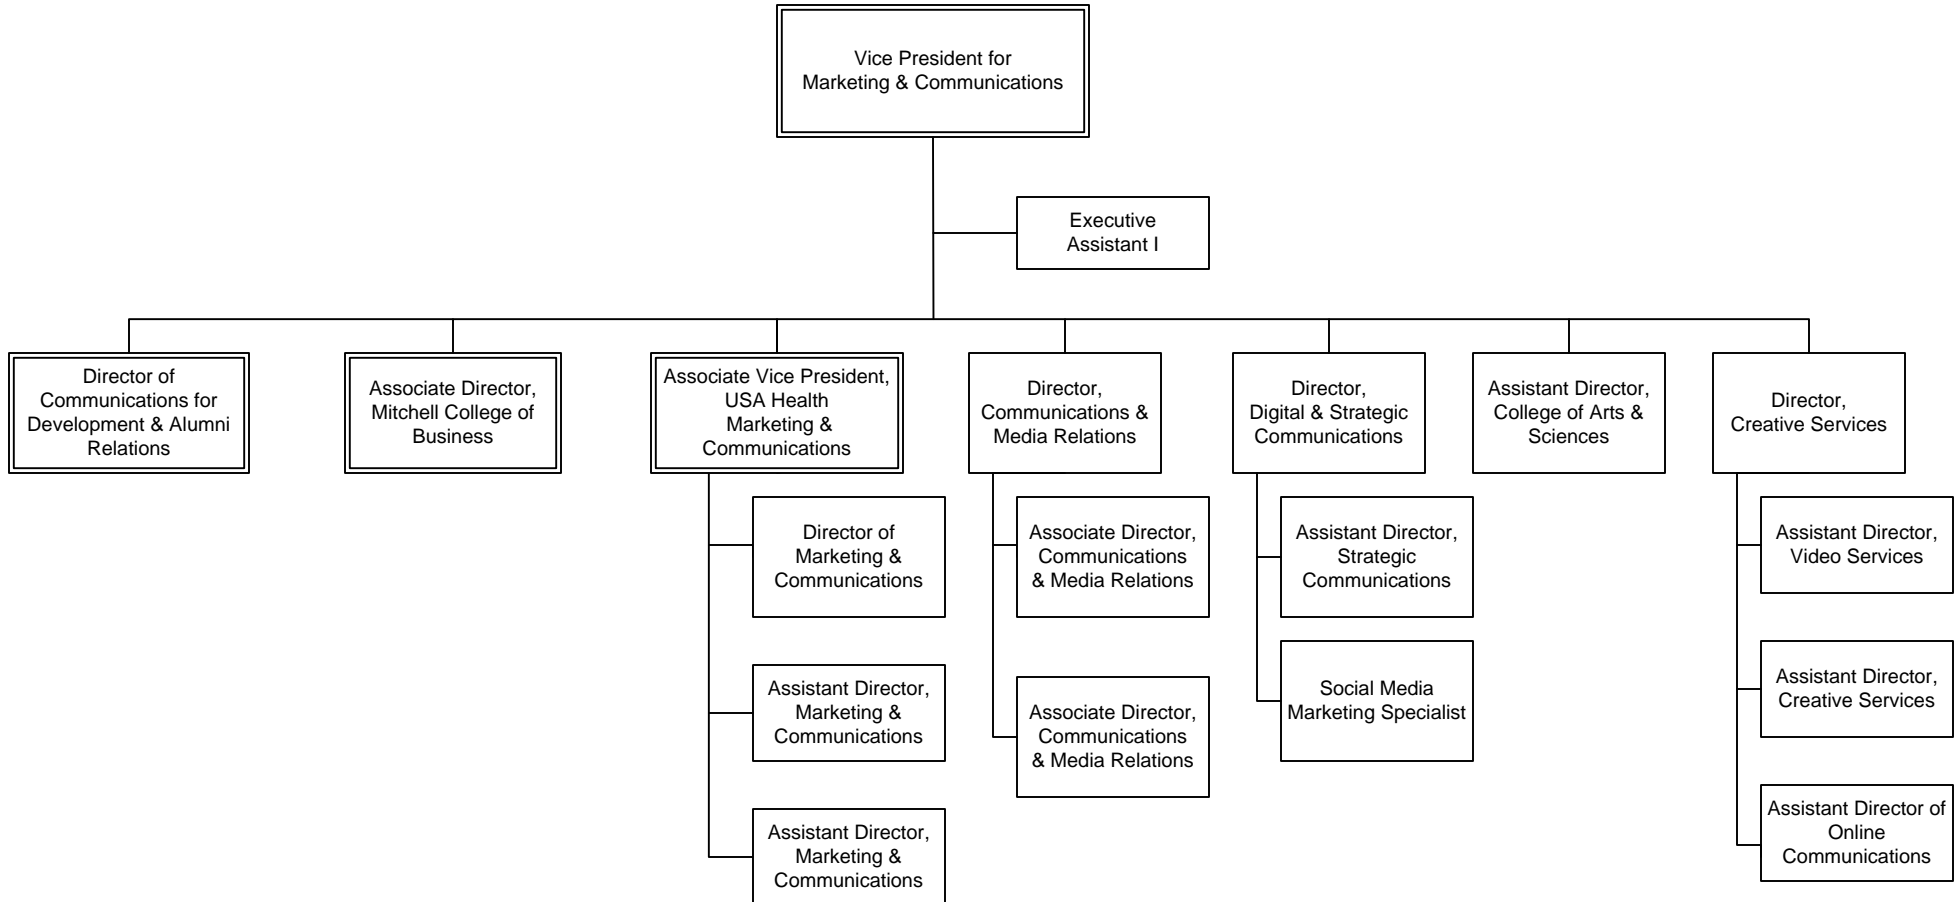 Vice President for
Marketing & Communications
Executive
Assistant I
Director of
Communications for
Development & Alumni
Relations
Associate Director,
Mitchell College of
Business
Associate Vice President,
USA Health
Marketing &
Communications
Director,
Communications &
Media Relations
Director,
Digital & Strategic
Communications
Assistant Director,
College of Arts &
Sciences
Director,
Creative Services
Director of
Marketing &
Communications
Assistant Director,
Marketing &
Communications
Assistant Director,
Marketing &
Communications
Associate Director,
Communications
& Media Relations
Associate Director,
Communications
& Media Relations
Assistant Director,
Strategic
Communications
Social Media
Marketing Specialist
Assistant Director,
Video Services
Assistant Director,
Creative Services
Assistant Director of
Online
Communications